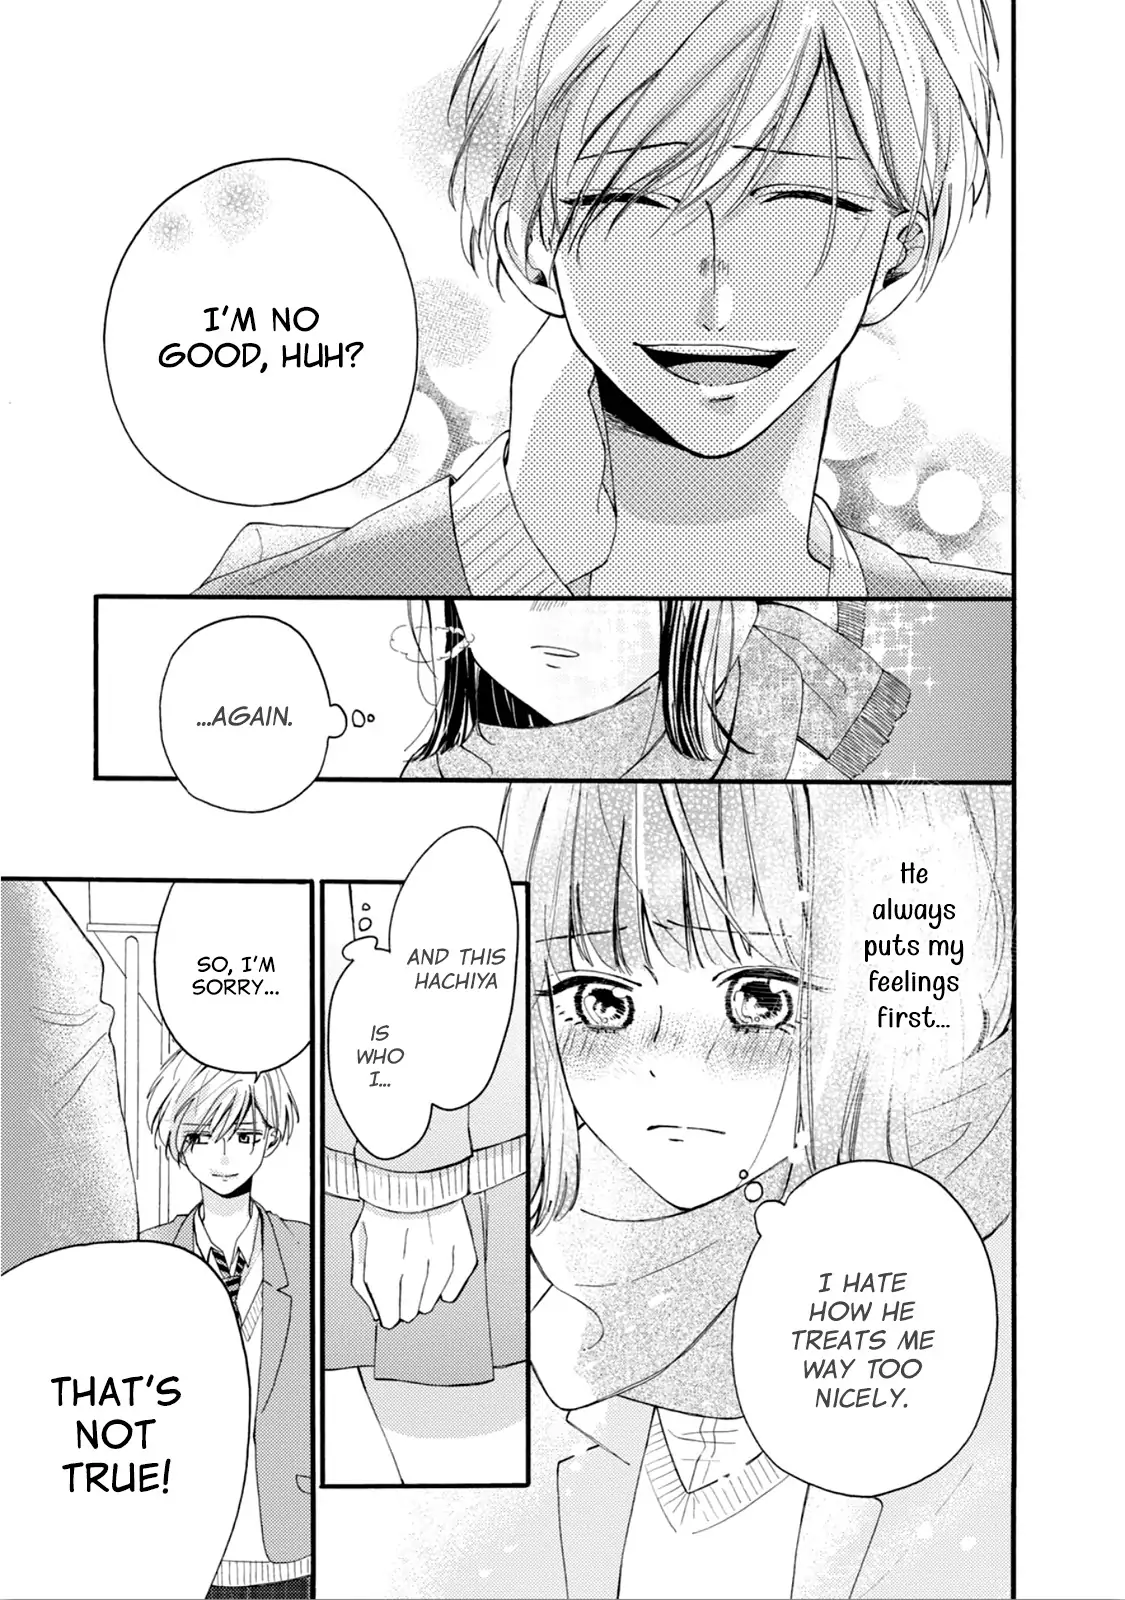 I'M NO
GOOD, HUH?
...AGAIN.
He
always
puts my
feelings
first...
I HATE
HOW HE
TREATS ME
WAY TOO
NICELY.
AND THIS
HACHIYA
IS
WHO
I...
SO, I'M
SORRY...
THAT'S
NOT
TRUE!